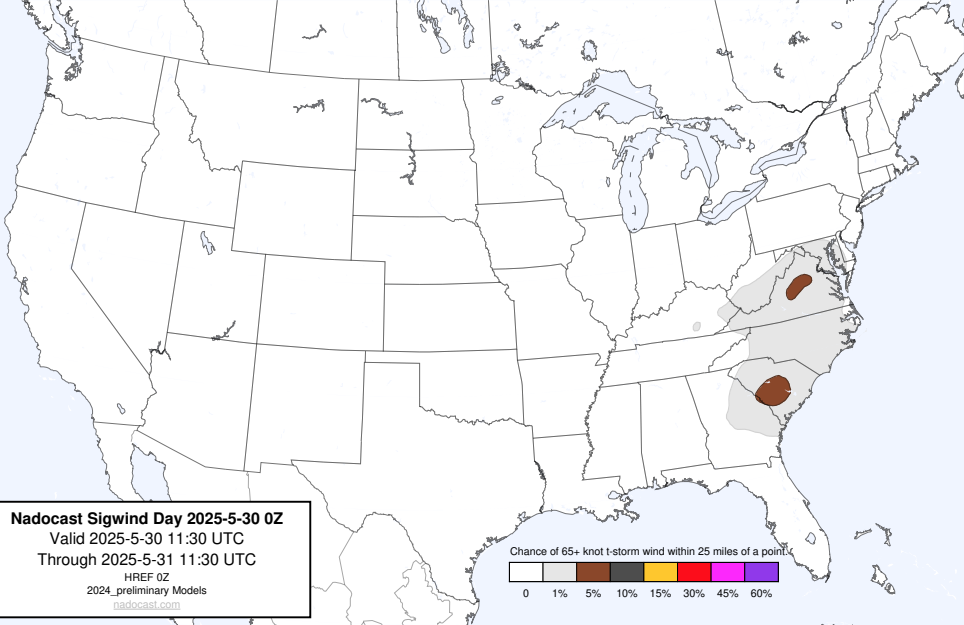 Nadocast Sigwind Day 2025-5-30 0Z
Valid 2025-5-30 11:30 UTC
Through 2025-5-31 11:30 UTC
HREF 0Z
2024_preliminary Models
nadocast.com
Chance of 65+ knot t-storm wind within 25 miles of a point.
0 1% 5% 10% 15% 30% 45% 60%